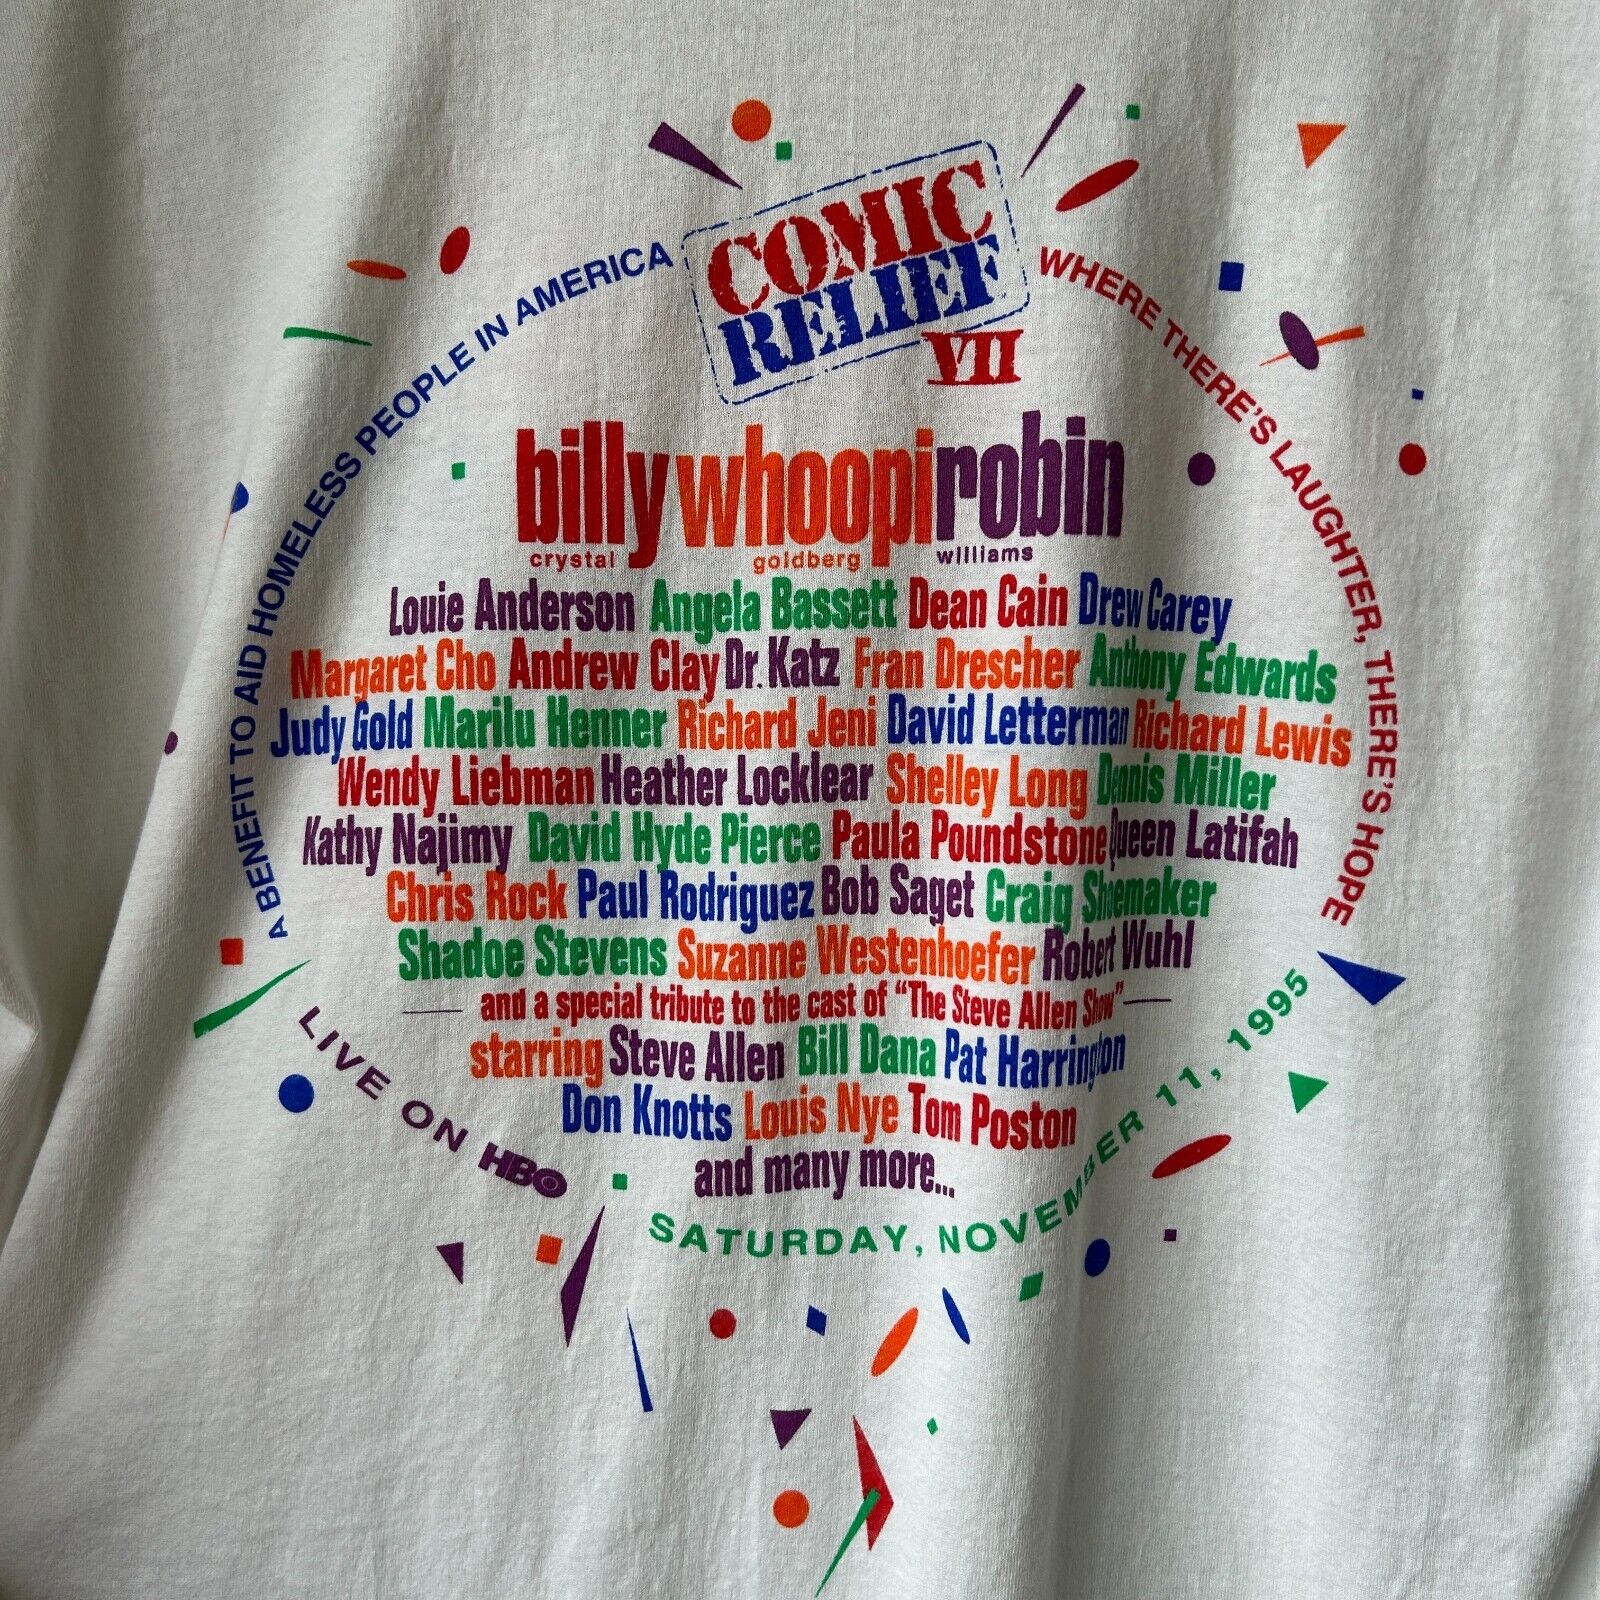 COMIC
RELIEF
VII
A BENEFIT TO AID HOMELESS PEOPLE IN AMERICA
WHERE THERE'S LAUGHTER, THERE'S HOPE
billy whoopi robin
crystal goldberg williams
Louie Anderson Angela Bassett Dean Cain Drew Carey
Margaret Cho Andrew Clay Dr. Katz Fran Drescher Anthony Edwards
Judy Gold Marilu Henner Richard Jeni David Letterman Richard Lewis
Wendy Liebman Heather Locklear Shelley Long Dennis Miller
Kathy Najimy David Hyde Pierce Paula Poundstone Queen Latifah
Chris Rock Paul Rodriguez Bob Saget Craig Shoemaker
Shadoe Stevens Suzanne Westenhoefer Robert Wuhl
and a special tribute to the cast of "The Steve Allen Show"
starring Steve Allen Bill Dana Pat Harrington
Don Knotts Louis Nye Tom Poston
and many more...
LIVE ON HBO
SATURDAY, NOVEMBER 11, 1995